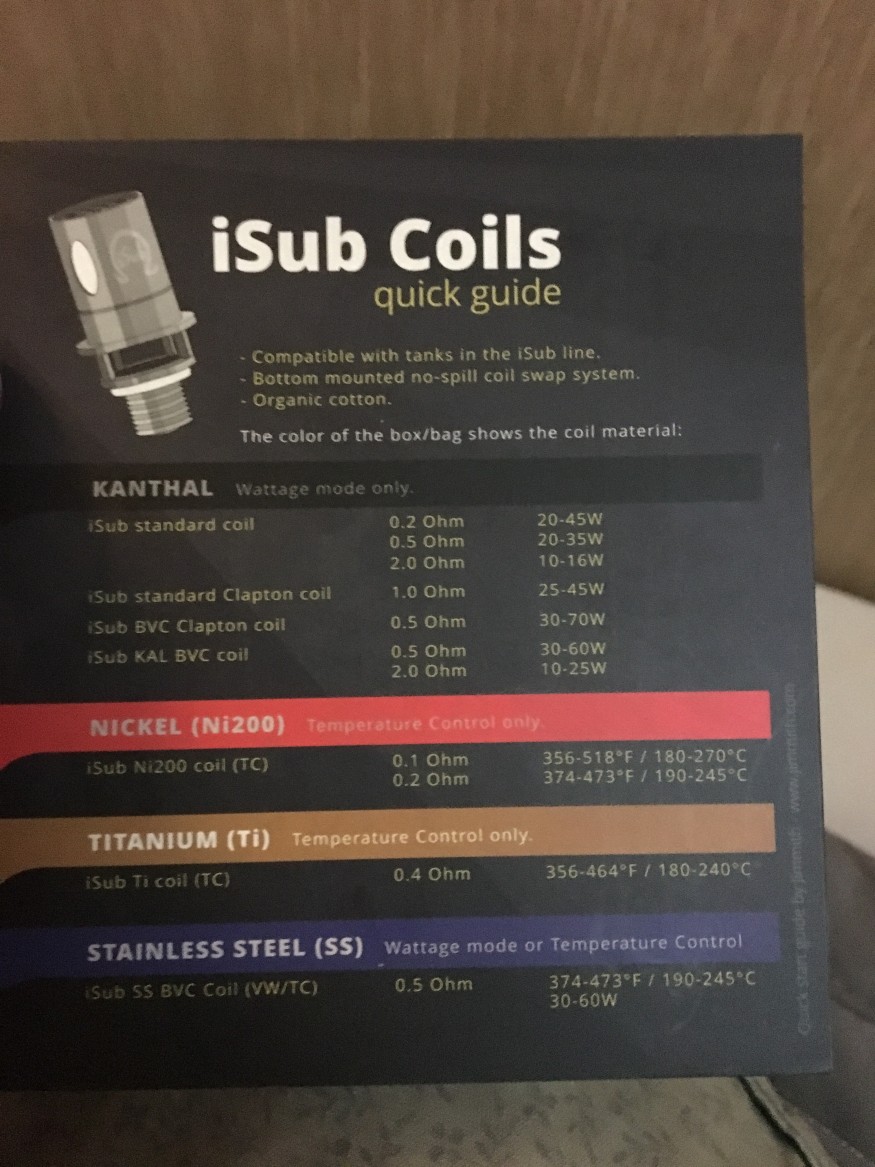 iSub Coils
quick guide
- Compatible with tanks in the iSub line.
- Bottom mounted no-spill coil swap system.
- Organic cotton.
The color of the box/bag shows the coil material:
KANTHAL Wattage mode only.
iSub standard coil 0.2 Ohm 20-45W
0.5 Ohm 20-35W
2.0 Ohm 10-16W
iSub standard Clapton coil 1.0 Ohm 25-45W
iSub BVC Clapton coil 0.5 Ohm 30-70W
iSub KAL BVC coil 0.5 Ohm 30-60W
2.0 Ohm 10-25W
NICKEL (Ni200) Temperature Control only.
iSub Ni200 coil (TC) 0.1 Ohm 356-518°F / 180-270°C
0.2 Ohm 374-473°F / 190-245°C
TITANIUM (Ti) Temperature Control only.
iSub Ti coil (TC) 0.4 Ohm 356-464°F / 180-240°C
STAINLESS STEEL (SS) Wattage mode or Temperature Control
iSub SS BVC Coil (VW/TC) 0.5 Ohm 374-473°F / 190-245°C
30-60W
Quick start guide by